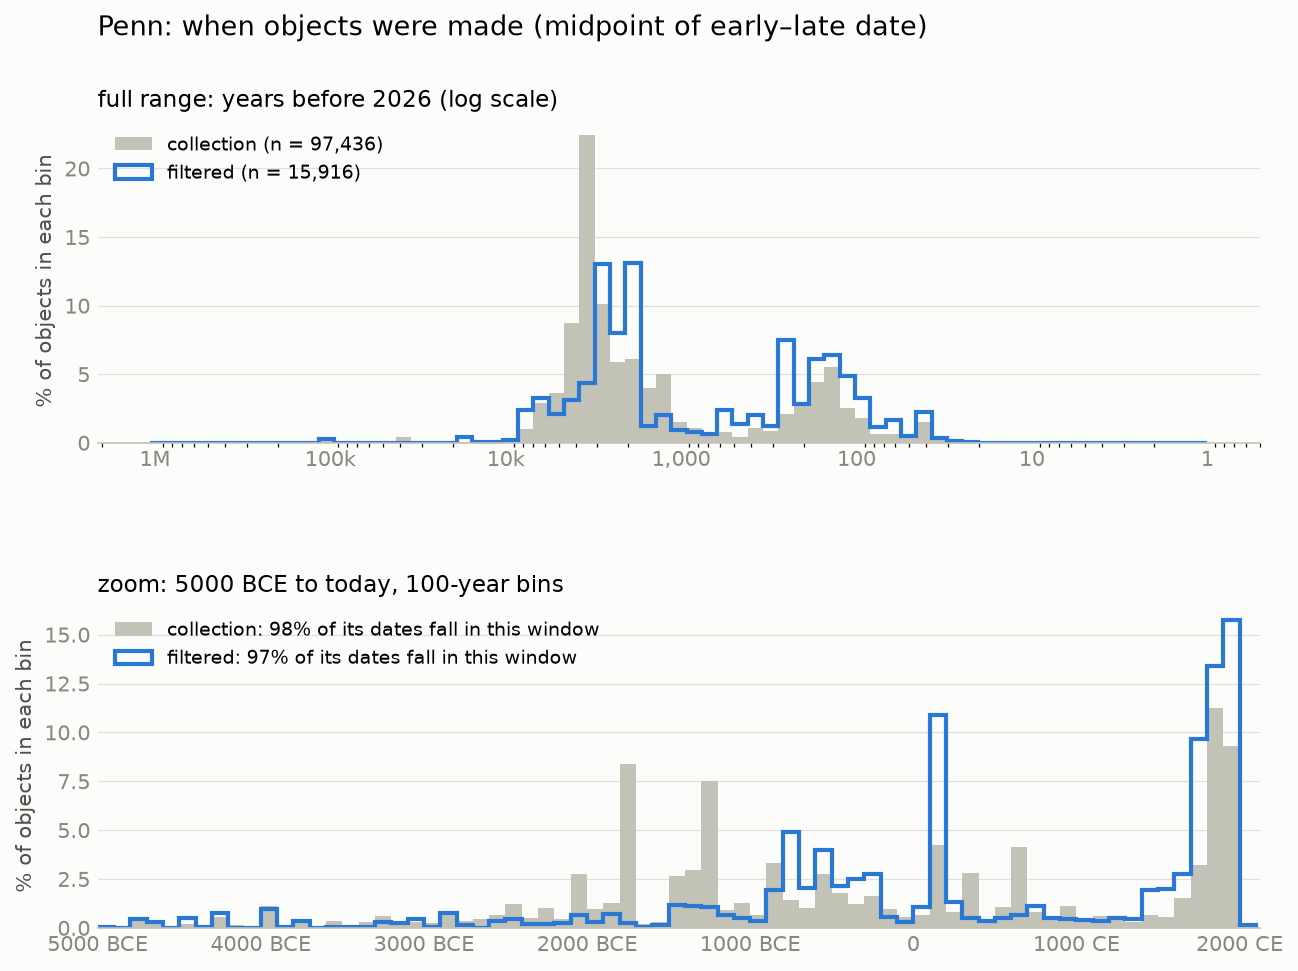 Penn: when objects were made (midpoint of early–late date)
full range: years before 2026 (log scale)
collection (n = 97,436)
filtered (n = 15,916)
% of objects in each bin
20
15
10
5
0
1M 100k 10k 1,000 100 10 1
zoom: 5000 BCE to today, 100-year bins
collection: 98% of its dates fall in this window
filtered: 97% of its dates fall in this window
% of objects in each bin
15.0
12.5
10.0
7.5
5.0
2.5
0.0
5000 BCE 4000 BCE 3000 BCE 2000 BCE 1000 BCE 0 1000 CE 2000 CE